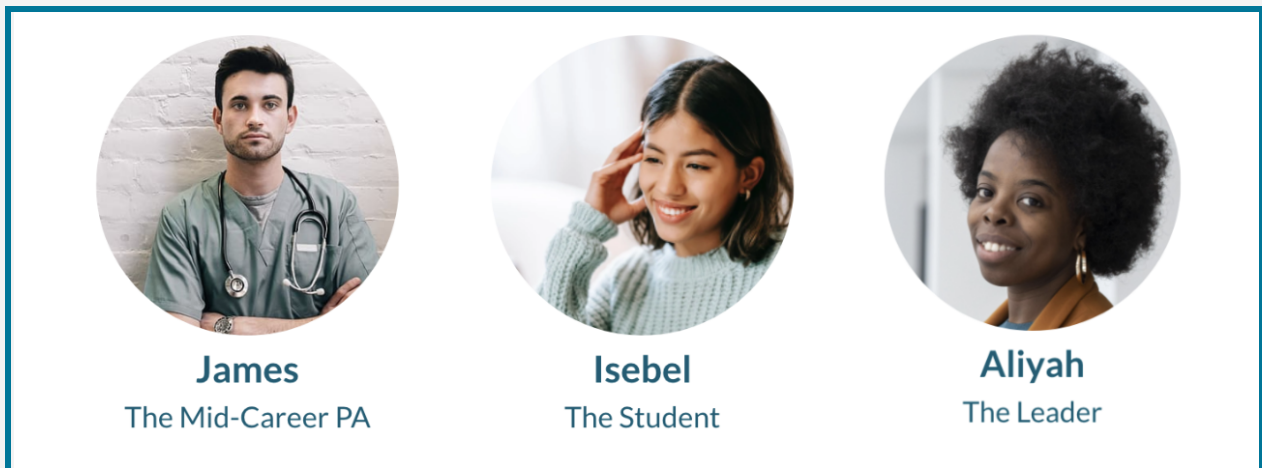 James
The Mid-Career PA
Isebel
The Student
Aliyah
The Leader